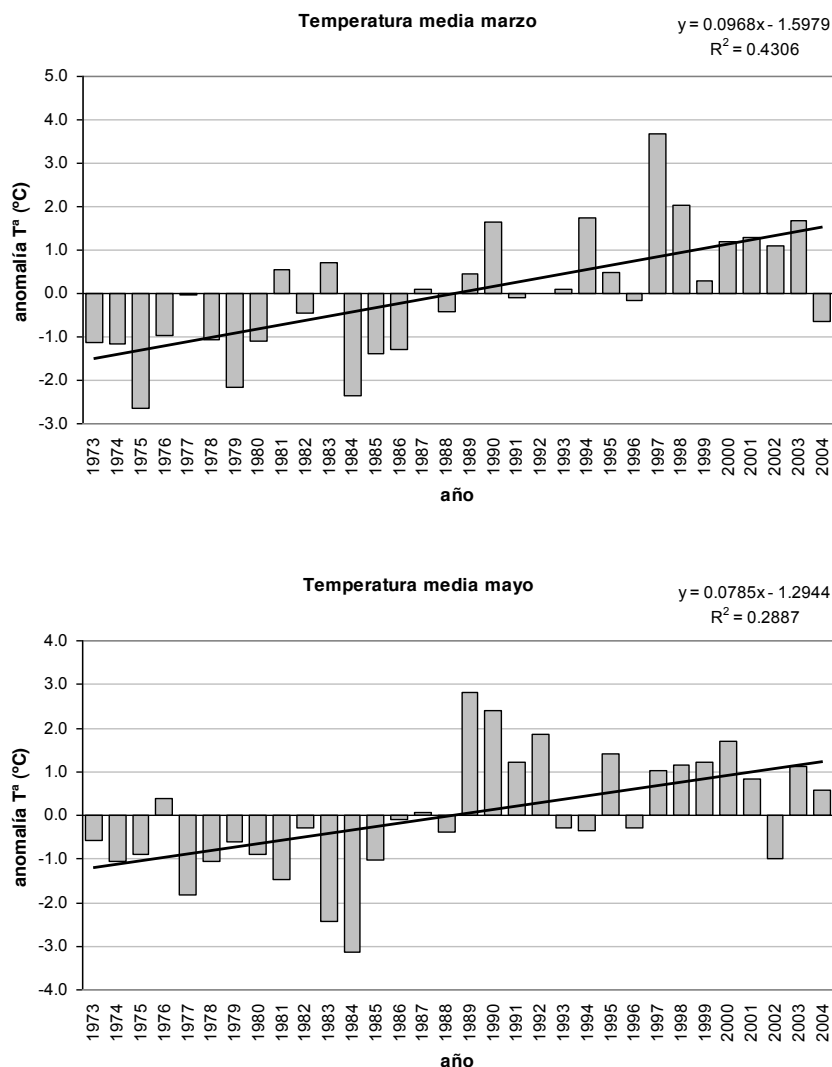 Temperatura media marzo
y = 0.0968x - 1.5979
R² = 0.4306
5.0
4.0
3.0
2.0
1.0
0.0
-1.0
-2.0
-3.0
anomalía Tª (ºC)
1973 1974 1975 1976 1977 1978 1979 1980 1981 1982 1983 1984 1985 1986 1987 1988 1989 1990 1991 1992 1993 1994 1995 1996 1997 1998 1999 2000 2001 2002 2003 2004
año
Temperatura media mayo
y = 0.0785x - 1.2944
R² = 0.2887
4.0
3.0
2.0
1.0
0.0
-1.0
-2.0
-3.0
-4.0
anomalía Tª (ºC)
1973 1974 1975 1976 1977 1978 1979 1980 1981 1982 1983 1984 1985 1986 1987 1988 1989 1990 1991 1992 1993 1994 1995 1996 1997 1998 1999 2000 2001 2002 2003 2004
año